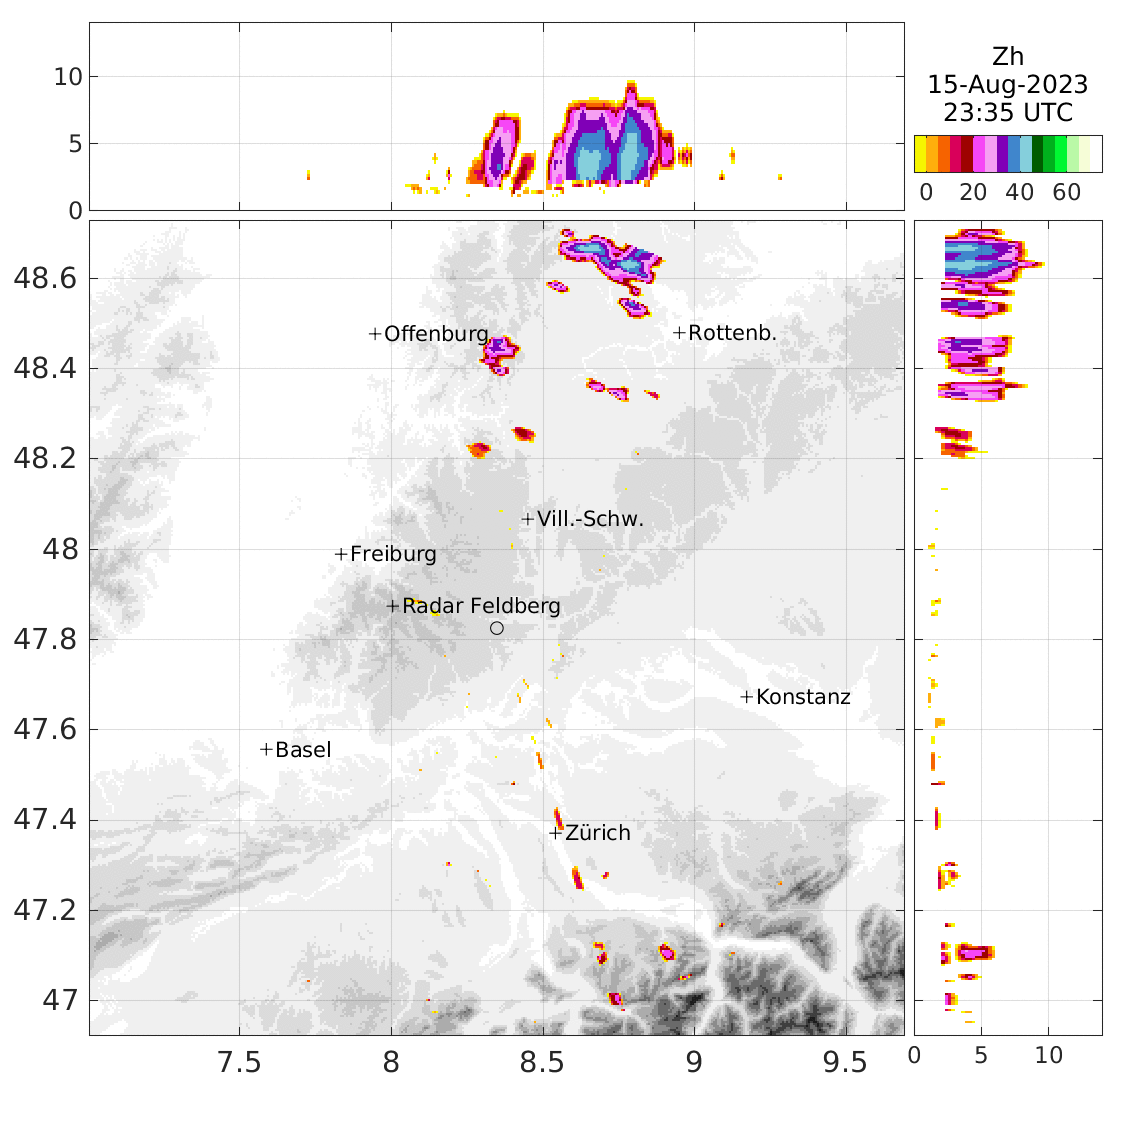 Zh
15-Aug-2023
23:35 UTC
0
20
40
60
10
5
0
48.6
48.4
48.2
48
47.8
47.6
47.4
47.2
47
Offenburg
Rottenb.
Vill.-Schw.
Freiburg
Radar Feldberg
Konstanz
Basel
Zürich
7.5
8
8.5
9
9.5
0
5
10